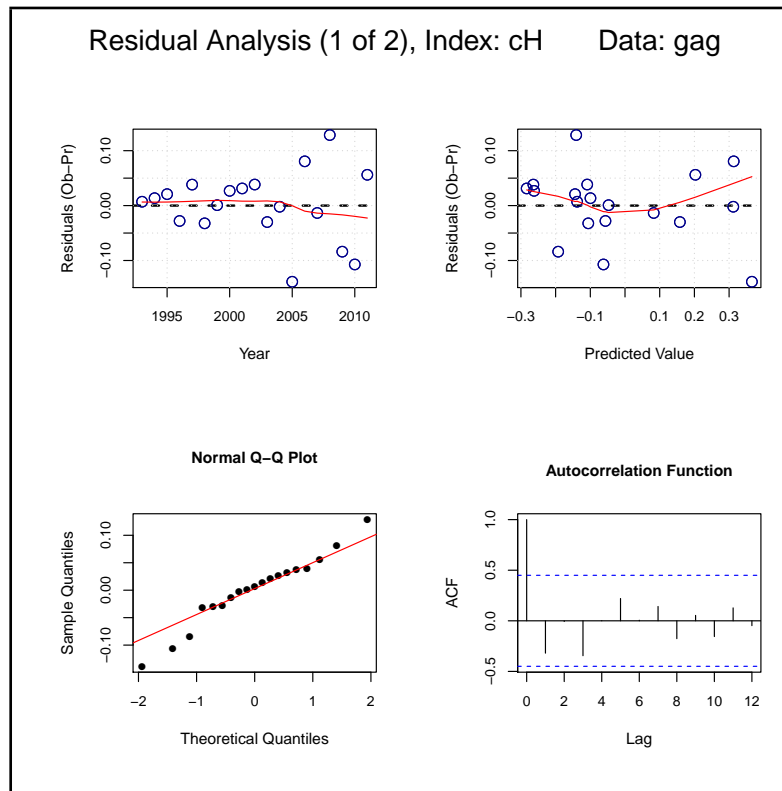 Residual Analysis (1 of 2), Index: cH Data: gag
Residuals (Ob−Pr)
−0.10 0.00 0.10
1995 2000 2005 2010
Year
Residuals (Ob−Pr)
−0.10 0.00 0.10
−0.3 −0.1 0.1 0.2 0.3
Predicted Value
Normal Q−Q Plot
Sample Quantiles
−0.10 0.00 0.10
−2 −1 0 1 2
Theoretical Quantiles
Autocorrelation Function
ACF
−0.5 0.0 0.5 1.0
0 2 4 6 8 10 12
Lag